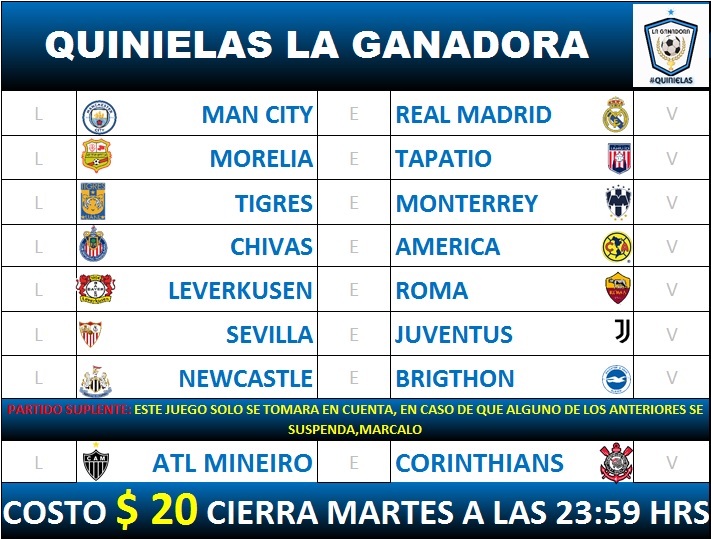 QUINIELAS LA GANADORA
LA GANADORA
#QUINIELAS
L MAN CITY E REAL MADRID V
L MORELIA E TAPATIO V
L TIGRES E MONTERREY V
L CHIVAS E AMERICA V
L LEVERKUSEN E ROMA V
L SEVILLA E JUVENTUS V
L NEWCASTLE E BRIGTHON V
PARTIDO SUPLENTE: ESTE JUEGO SOLO SE TOMARA EN CUENTA, EN CASO DE QUE ALGUNO DE LOS ANTERIORES SE
SUSPENDA,MARCALO
L CAM ATL MINEIRO E CORINTHIANS V
COSTO $ 20 CIERRA MARTES A LAS 23:59 HRS